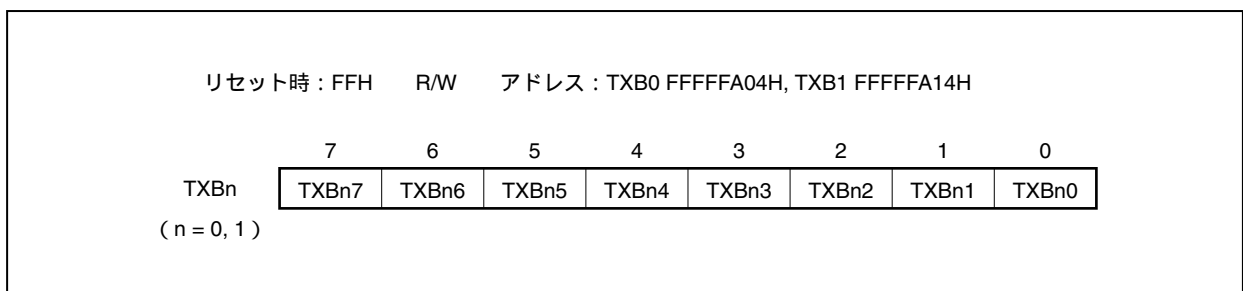 リセット時：FFH R/W アドレス：TXB0 FFFFFA04H, TXB1 FFFFFA14H
7 6 5 4 3 2 1 0
TXBn TXBn7 TXBn6 TXBn5 TXBn4 TXBn3 TXBn2 TXBn1 TXBn0
（n = 0, 1）